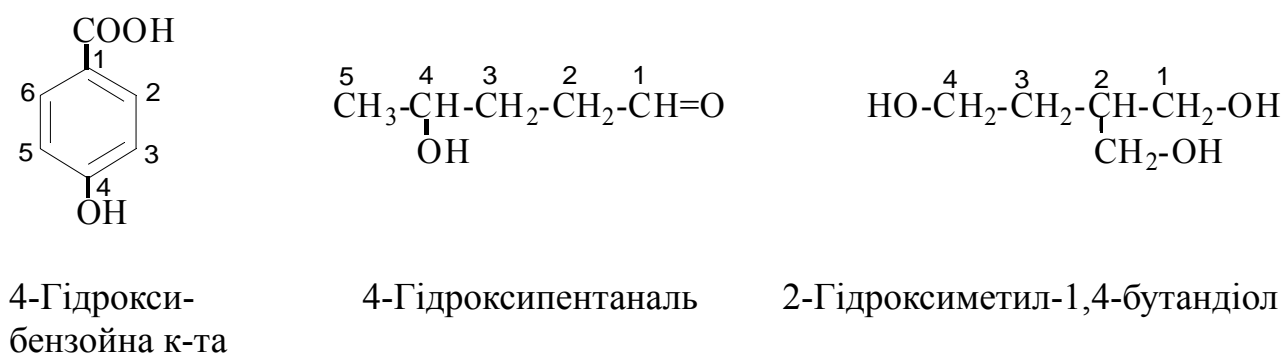 COOH
1
6
2
5
3
4
OH
5 4 3 2 1
CH3-CH-CH2-CH2-CH=O
OH
4 3 2 1
HO-CH2-CH2-CH-CH2-OH
CH2-OH
4-Гідрокси-
бензойна к-та
4-Гідроксипентаналь
2-Гідроксиметил-1,4-бутандіол